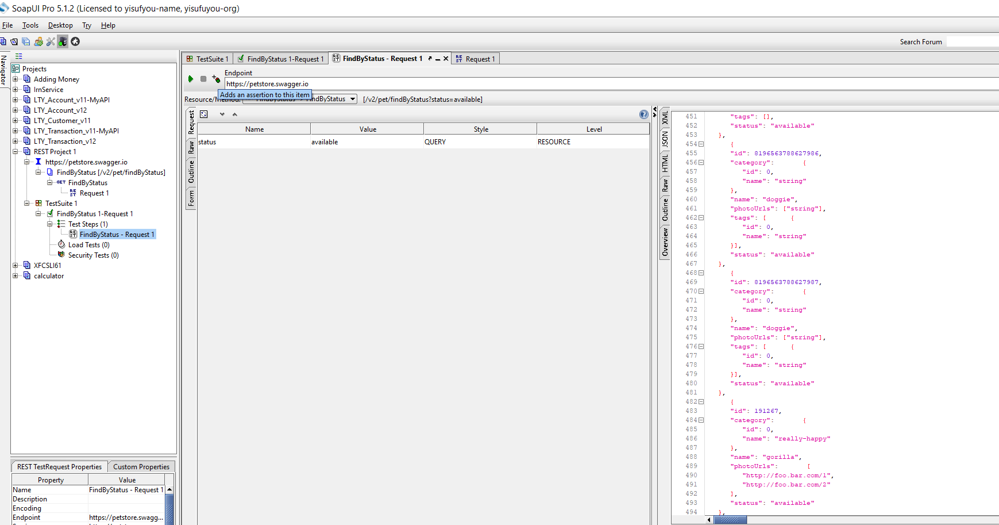 SoapUI Pro 5.1.2 (Licensed to yisufyou-name, yisufuyou-org)
File Tools Desktop Try Help
Search Forum
Navigator
Projects
Adding Money
IrnService
LTY_Account_v11-MyAPI
LTY_Account_v12
LTY_Customer_v11
LTY_Transaction_v11-MyAPI
LTY_Transaction_v12
REST Project 1
https://petstore.swagger.io
FindByStatus [/v2/pet/findByStatus]
GET FindByStatus
REST Request 1
TestSuite 1
FindByStatus 1-Request 1
Test Steps (1)
REST FindByStatus - Request 1
Load Tests (0)
Security Tests (0)
XFCSLI61
calculator
REST TestRequest Properties Custom Properties
Property Value
Name FindByStatus - Request 1
Description
Encoding
Endpoint https://petstore.swagg...
TestSuite 1 FindByStatus 1-Request 1 REST FindByStatus - Request 1 REST Request 1
Endpoint
https://petstore.swagger.io
Adds an assertion to this item
Resource/Method: FindByStatus -> FindByStatus [/v2/pet/findByStatus?status=available]
Request
Raw
Outline
Form
Name Value Style Level
status available QUERY RESOURCE
XML
JSON
HTML
Raw
Outline
Overview
451 "tags": [],
452 "status": "available"
453 },
454 {
455 "id": 8196563788627986,
456 "category": {
457 "id": 0,
458 "name": "string"
459 },
460 "name": "doggie",
461 "photoUrls": ["string"],
462 "tags": [ {
463 "id": 0,
464 "name": "string"
465 }],
466 "status": "available"
467 },
468 {
469 "id": 8196563788627987,
470 "category": {
471 "id": 0,
472 "name": "string"
473 },
474 "name": "doggie",
475 "photoUrls": ["string"],
476 "tags": [ {
477 "id": 0,
478 "name": "string"
479 }],
480 "status": "available"
481 },
482 {
483 "id": 191267,
484 "category": {
485 "id": 0,
486 "name": "really-happy"
487 },
488 "name": "gorilla",
489 "photoUrls": [
490 "http://foo.bar.com/1",
491 "http://foo.bar.com/2"
492 ],
493 "status": "available"
494 },